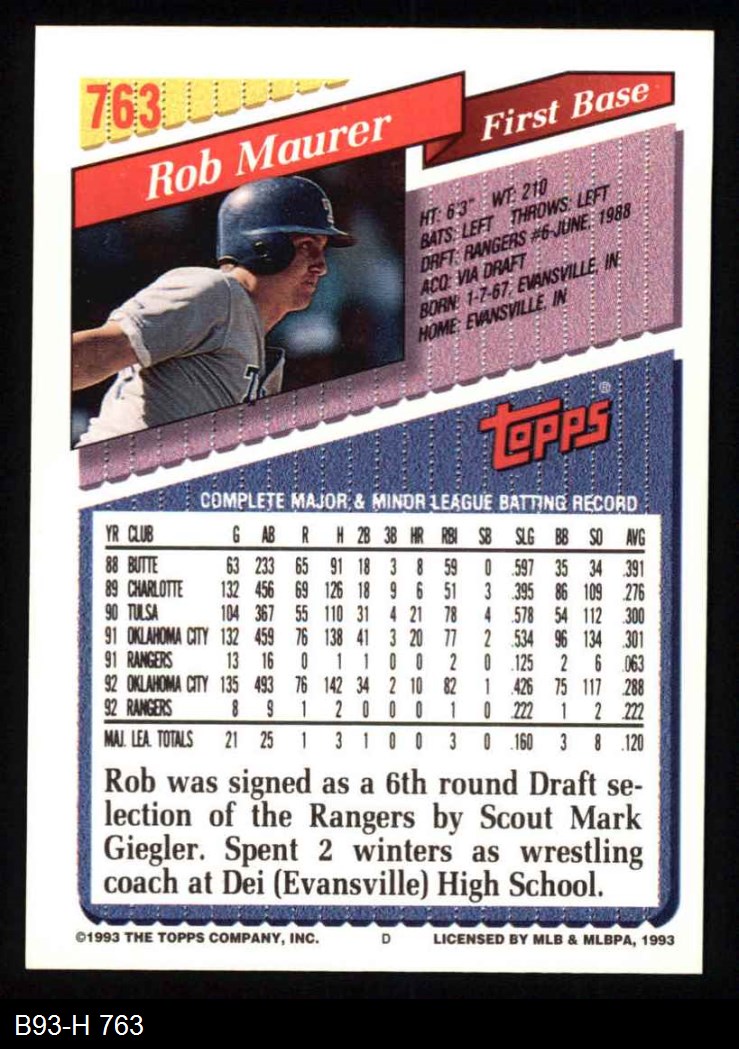 763
Rob Maurer
First Base
HT: 6'3" WT: 210
BATS: LEFT THROWS: LEFT
DRFT: RANGERS #6-JUNE, 1988
ACQ: VIA DRAFT
BORN: 1-7-67, EVANSVILLE, IN
HOME: EVANSVILLE, IN
TOPPS ®
COMPLETE MAJOR & MINOR LEAGUE BATTING RECORD
YR CLUB G AB R H 2B 3B HR RBI SB SLG BB SO AVG
88 BUTTE 63 233 65 91 18 3 8 59 0 .597 35 34 .391
89 CHARLOTTE 132 456 69 126 18 9 6 51 3 .395 86 109 .276
90 TULSA 104 367 55 110 31 4 21 78 4 .578 54 112 .300
91 OKLAHOMA CITY 132 459 76 138 41 3 20 77 2 .534 96 134 .301
91 RANGERS 13 16 0 1 1 0 0 2 0 .125 2 6 .063
92 OKLAHOMA CITY 135 493 76 142 34 2 10 82 1 .426 75 117 .288
92 RANGERS 8 9 1 2 0 0 0 1 0 .222 1 2 .222
MAJ. LEA. TOTALS 21 25 1 3 1 0 0 3 0 .160 3 8 .120
Rob was signed as a 6th round Draft se-
lection of the Rangers by Scout Mark
Giegler. Spent 2 winters as wrestling
coach at Dei (Evansville) High School.
©1993 THE TOPPS COMPANY, INC. D LICENSED BY MLB & MLBPA, 1993
B93-H 763